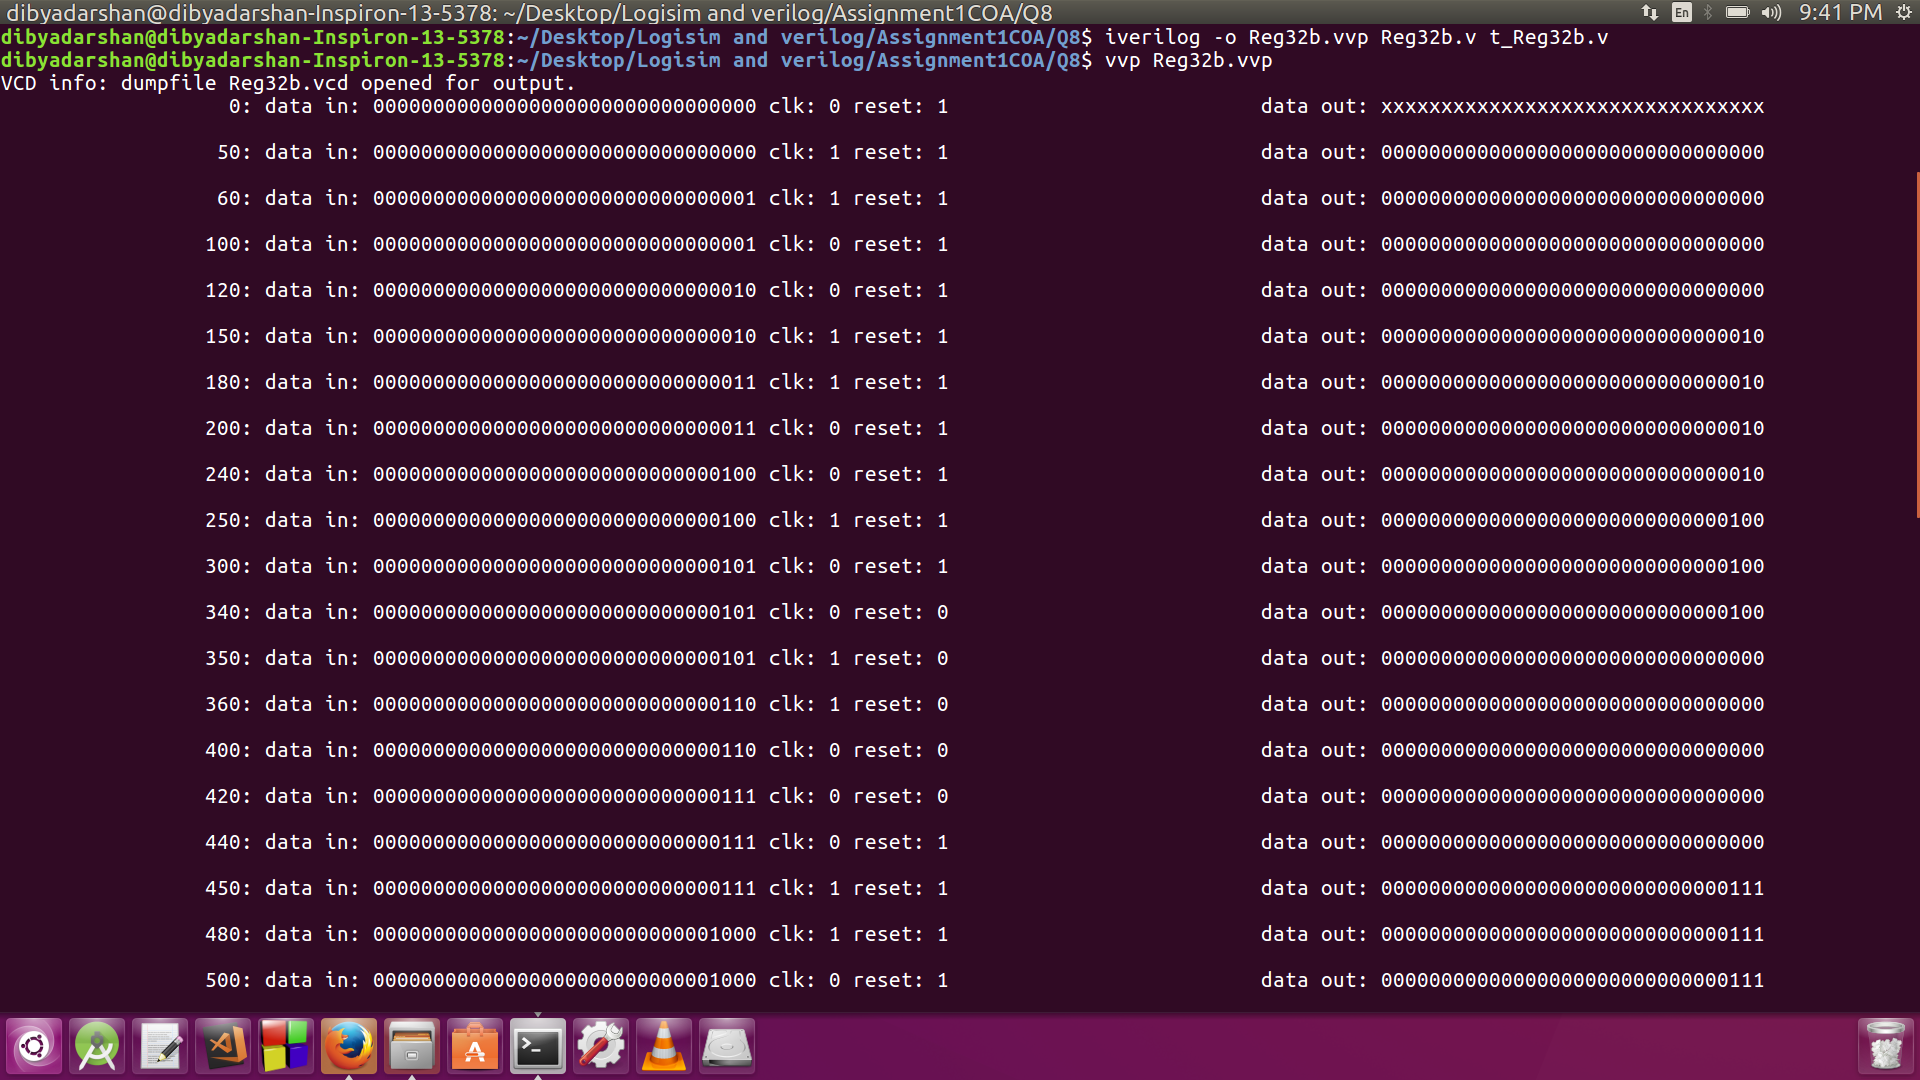 dibyadarshan@dibyadarshan-Inspiron-13-5378: ~/Desktop/Logisim and verilog/Assignment1COA/Q8 En 9:41 PM
dibyadarshan@dibyadarshan-Inspiron-13-5378:~/Desktop/Logisim and verilog/Assignment1COA/Q8$ iverilog -o Reg32b.vvp Reg32b.v t_Reg32b.v
dibyadarshan@dibyadarshan-Inspiron-13-5378:~/Desktop/Logisim and verilog/Assignment1COA/Q8$ vvp Reg32b.vvp
VCD info: dumpfile Reg32b.vcd opened for output.
0: data in: 00000000000000000000000000000000 clk: 0 reset: 1 data out: xxxxxxxxxxxxxxxxxxxxxxxxxxxxxxxx
50: data in: 00000000000000000000000000000000 clk: 1 reset: 1 data out: 00000000000000000000000000000000
60: data in: 00000000000000000000000000000001 clk: 1 reset: 1 data out: 00000000000000000000000000000000
100: data in: 00000000000000000000000000000001 clk: 0 reset: 1 data out: 00000000000000000000000000000000
120: data in: 00000000000000000000000000000010 clk: 0 reset: 1 data out: 00000000000000000000000000000000
150: data in: 00000000000000000000000000000010 clk: 1 reset: 1 data out: 00000000000000000000000000000010
180: data in: 00000000000000000000000000000011 clk: 1 reset: 1 data out: 00000000000000000000000000000010
200: data in: 00000000000000000000000000000011 clk: 0 reset: 1 data out: 00000000000000000000000000000010
240: data in: 00000000000000000000000000000100 clk: 0 reset: 1 data out: 00000000000000000000000000000010
250: data in: 00000000000000000000000000000100 clk: 1 reset: 1 data out: 00000000000000000000000000000100
300: data in: 00000000000000000000000000000101 clk: 0 reset: 1 data out: 00000000000000000000000000000100
340: data in: 00000000000000000000000000000101 clk: 0 reset: 0 data out: 00000000000000000000000000000100
350: data in: 00000000000000000000000000000101 clk: 1 reset: 0 data out: 00000000000000000000000000000000
360: data in: 00000000000000000000000000000110 clk: 1 reset: 0 data out: 00000000000000000000000000000000
400: data in: 00000000000000000000000000000110 clk: 0 reset: 0 data out: 00000000000000000000000000000000
420: data in: 00000000000000000000000000000111 clk: 0 reset: 0 data out: 00000000000000000000000000000000
440: data in: 00000000000000000000000000000111 clk: 0 reset: 1 data out: 00000000000000000000000000000000
450: data in: 00000000000000000000000000000111 clk: 1 reset: 1 data out: 00000000000000000000000000000111
480: data in: 00000000000000000000000000001000 clk: 1 reset: 1 data out: 00000000000000000000000000000111
500: data in: 00000000000000000000000000001000 clk: 0 reset: 1 data out: 00000000000000000000000000000111